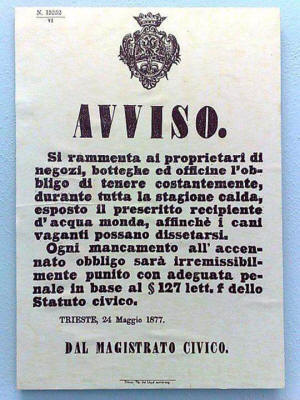 VI
AVVISO.
Si rammenta ai proprietari di
negozi, botteghe ed officine l'ob-
bligo di tenere costantemente,
durante tutta la stagione calda,
esposto il prescritto recipiente
d'acqua monda, affinchè i cani
vaganti possano dissetarsi.
Ogni mancamento all' accen-
nato obbligo sarà irremissibil-
mente punito con adeguata pe-
nale in base al § 127 lett. f dello
Statuto civico.
TRIESTE, 24 Maggio 1877.
DAL MAGISTRATO CIVICO.